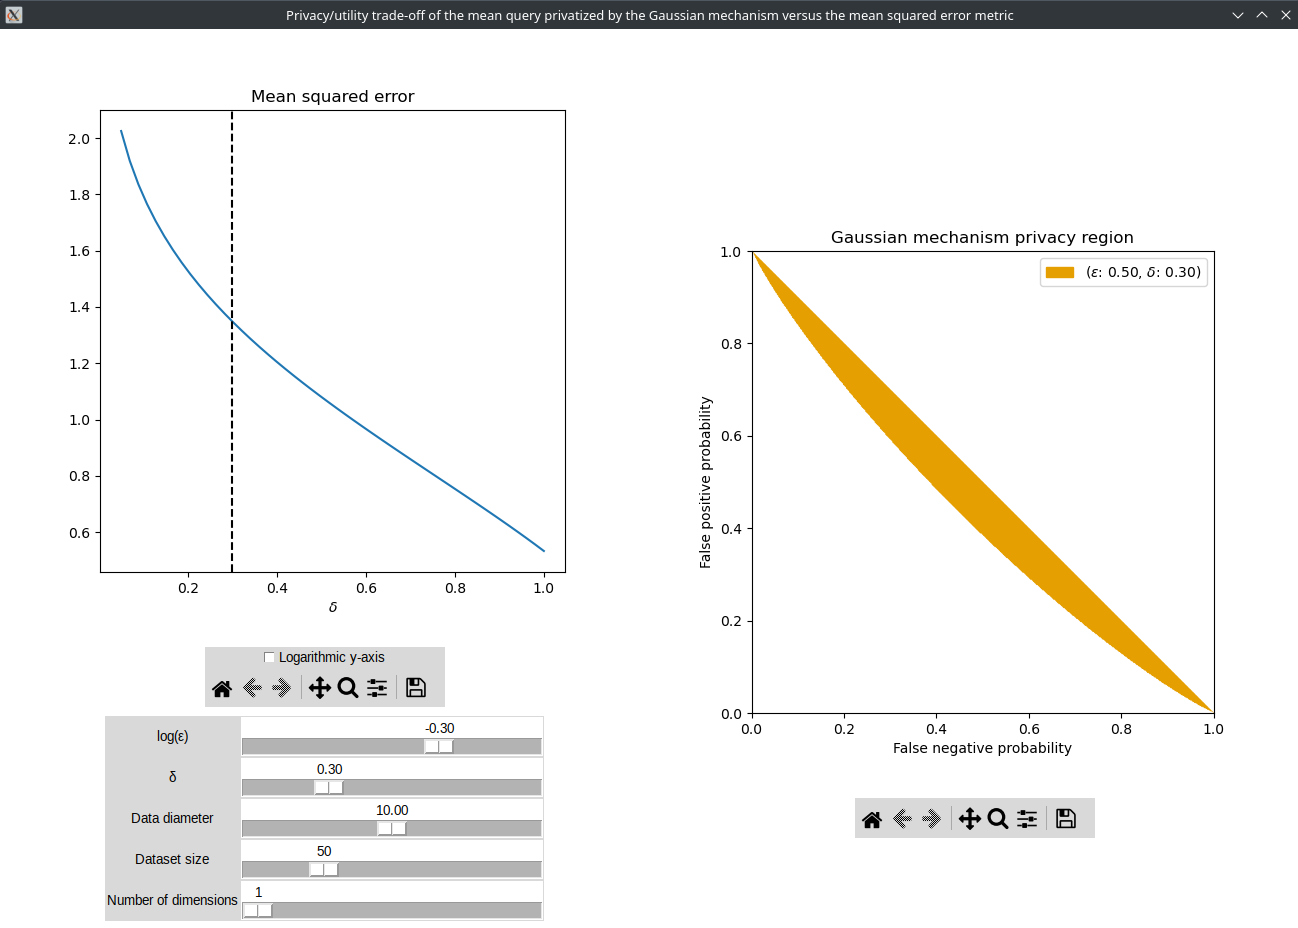 Privacy/utility trade-off of the mean query privatized by the Gaussian mechanism versus the mean squared error metric
Mean squared error
2.0
1.8
1.6
1.4
1.2
1.0
0.8
0.6
0.2 0.4 0.6 0.8 1.0
δ
Logarithmic y-axis
log(ε) -0.30
δ 0.30
Data diameter 10.00
Dataset size 50
Number of dimensions 1
Gaussian mechanism privacy region
(ε: 0.50, δ: 0.30)
1.0
0.8
0.6
0.4
0.2
0.0
False positive probability
0.0 0.2 0.4 0.6 0.8 1.0
False negative probability